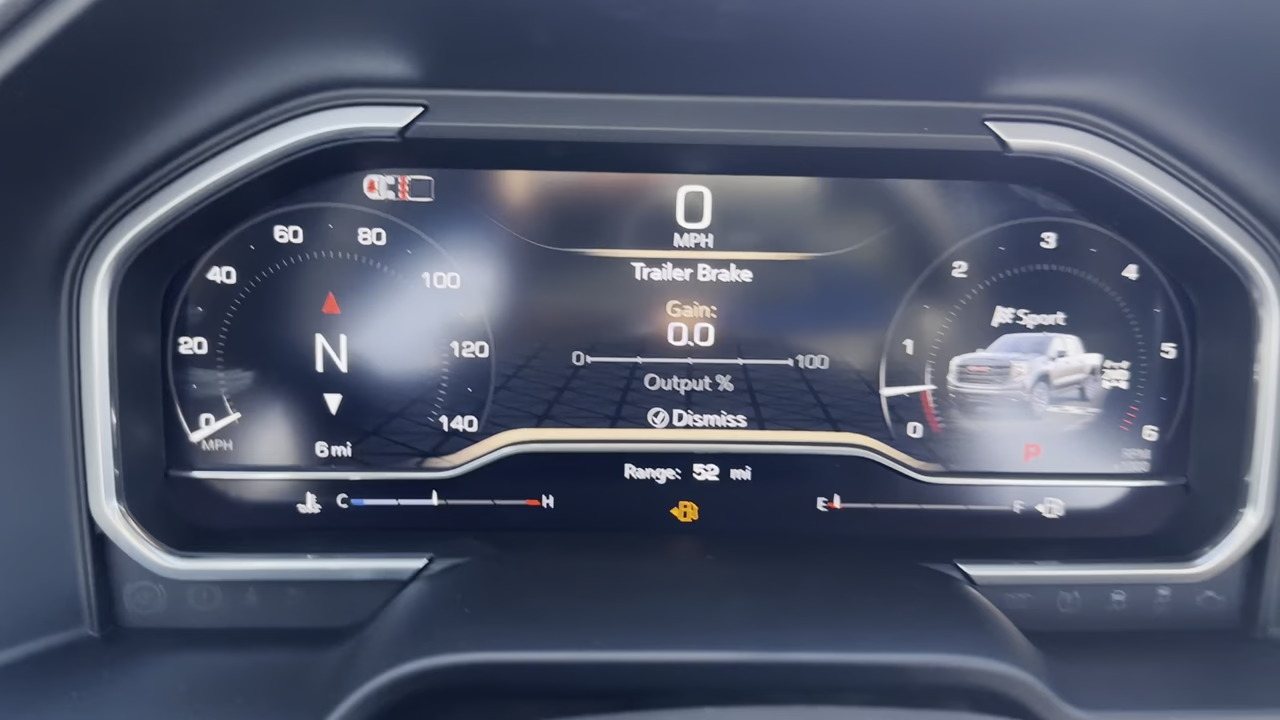 0
MPH
Trailer Brake
Gain:
0.0
0 100
Output %
Dismiss
Range: 52 mi
0
20
40
60
80
100
120
140
MPH
N
6 mi
C H
E F
0
1
2
3
4
5
6
Sport
P